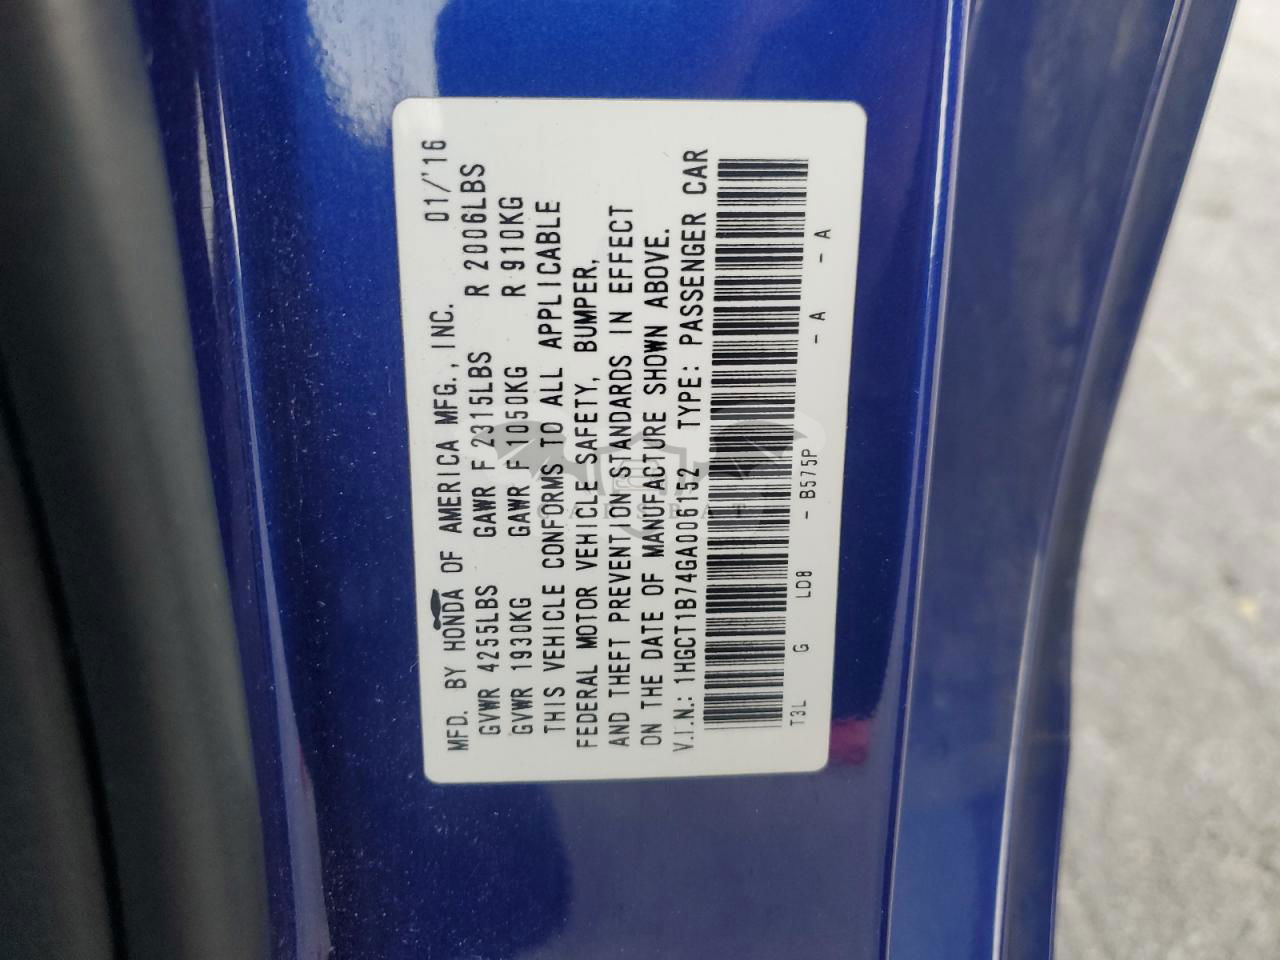 MFD. BY HONDA OF AMERICA MFG., INC. 01/'16
GVWR 4255LBS GAWR F 2315LBS R 2006LBS
GVWR 1930KG GAWR F 1050KG R 910KG
THIS VEHICLE CONFORMS TO ALL APPLICABLE
FEDERAL MOTOR VEHICLE SAFETY, BUMPER,
AND THEFT PREVENTION STANDARDS IN EFFECT
ON THE DATE OF MANUFACTURE SHOWN ABOVE.
V.I.N.: 1HGCT1B74GA006152 TYPE: PASSENGER CAR
T3L G LD8 - B575P - A - A